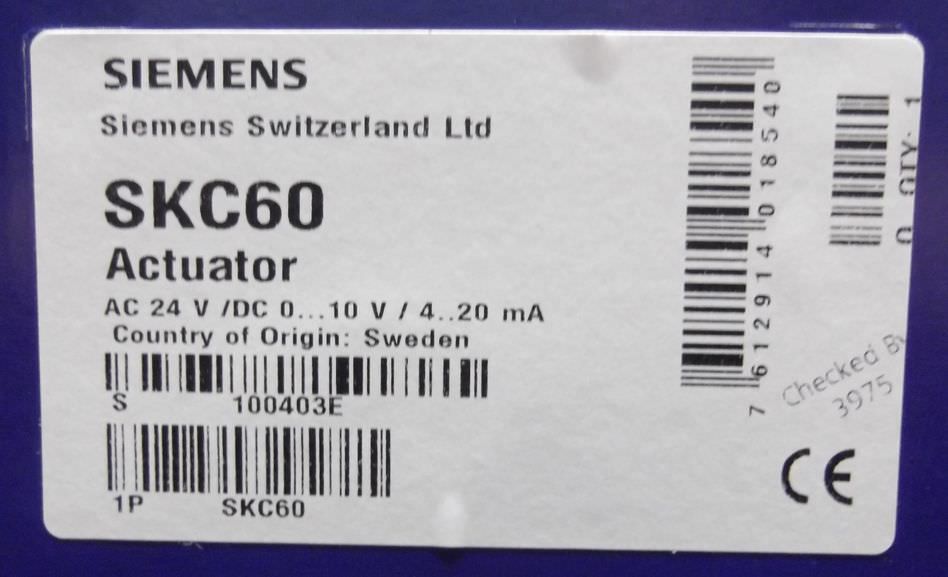 SIEMENS
Siemens Switzerland Ltd
SKC60
Actuator
AC 24 V /DC 0...10 V / 4..20 mA
Country of Origin: Sweden
S 100403E
1P SKC60
7 612914 018540
Q QTY: 1
Checked By
3975
CE